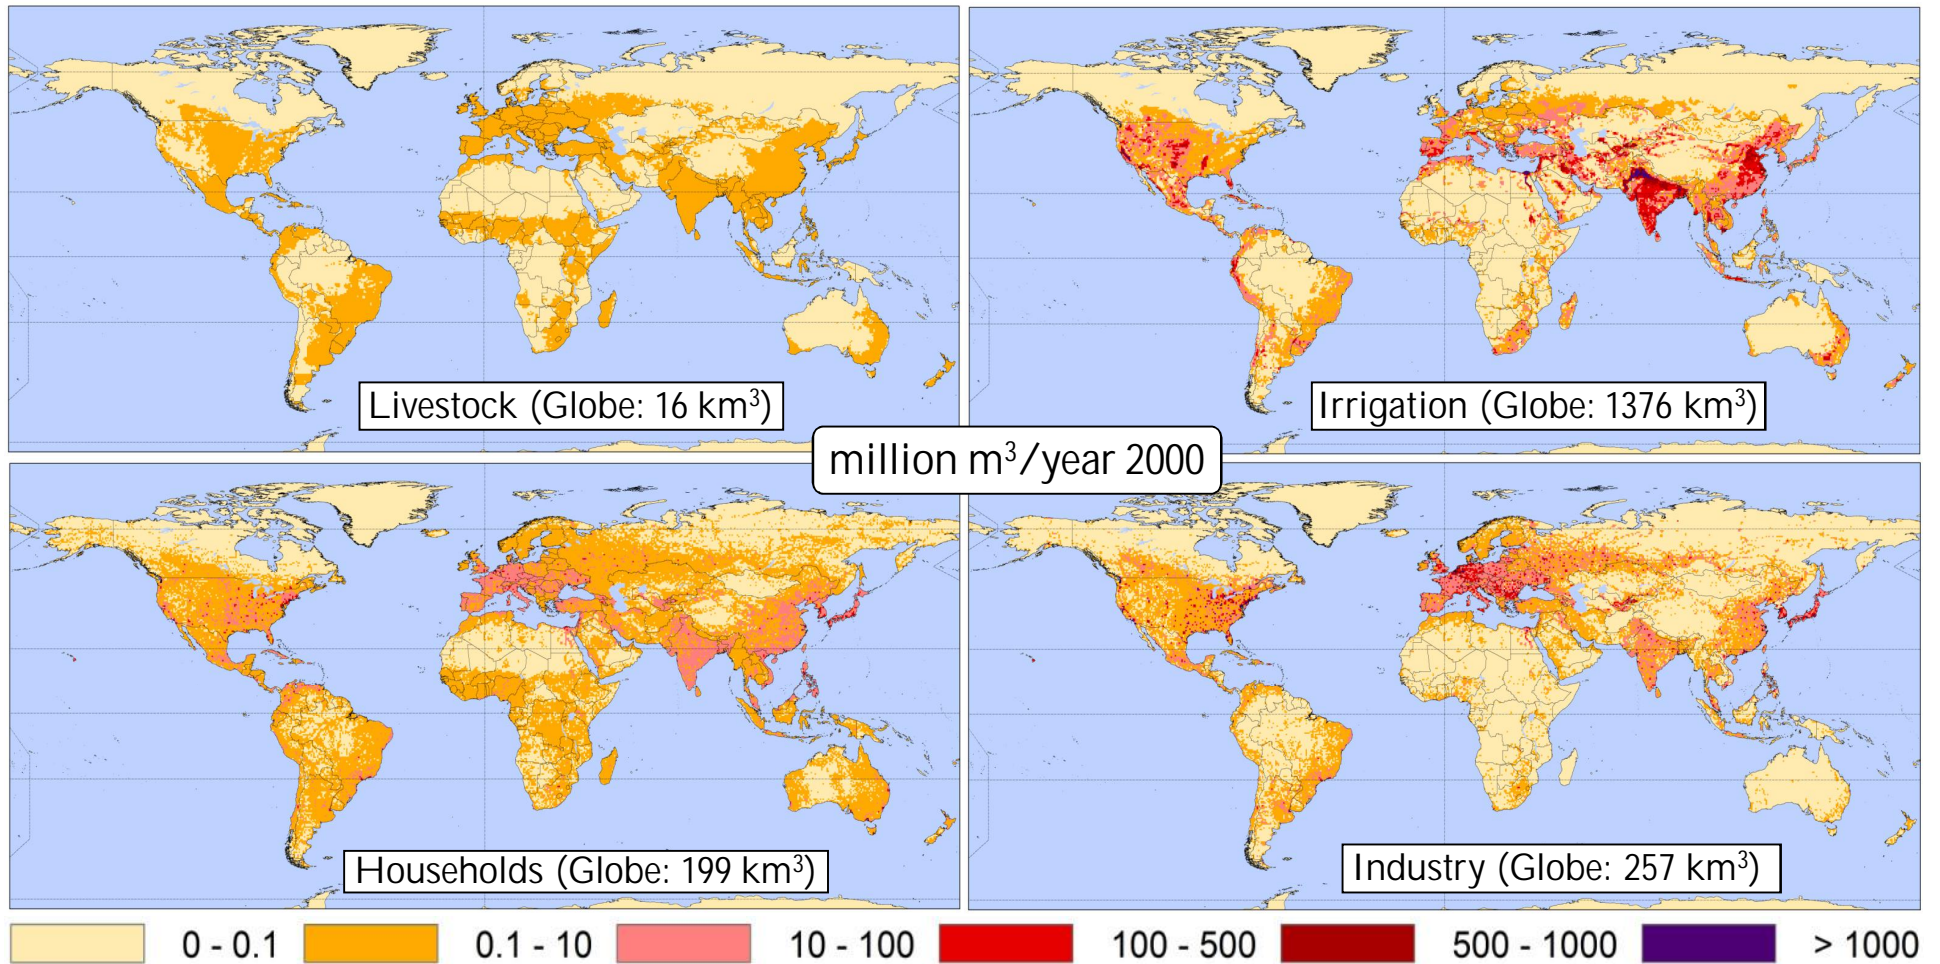 Livestock (Globe: 16 km³)
Irrigation (Globe: 1376 km³)
million m³/year 2000
Households (Globe: 199 km³)
Industry (Globe: 257 km³)
0 - 0.1 0.1 - 10 10 - 100 100 - 500 500 - 1000 > 1000